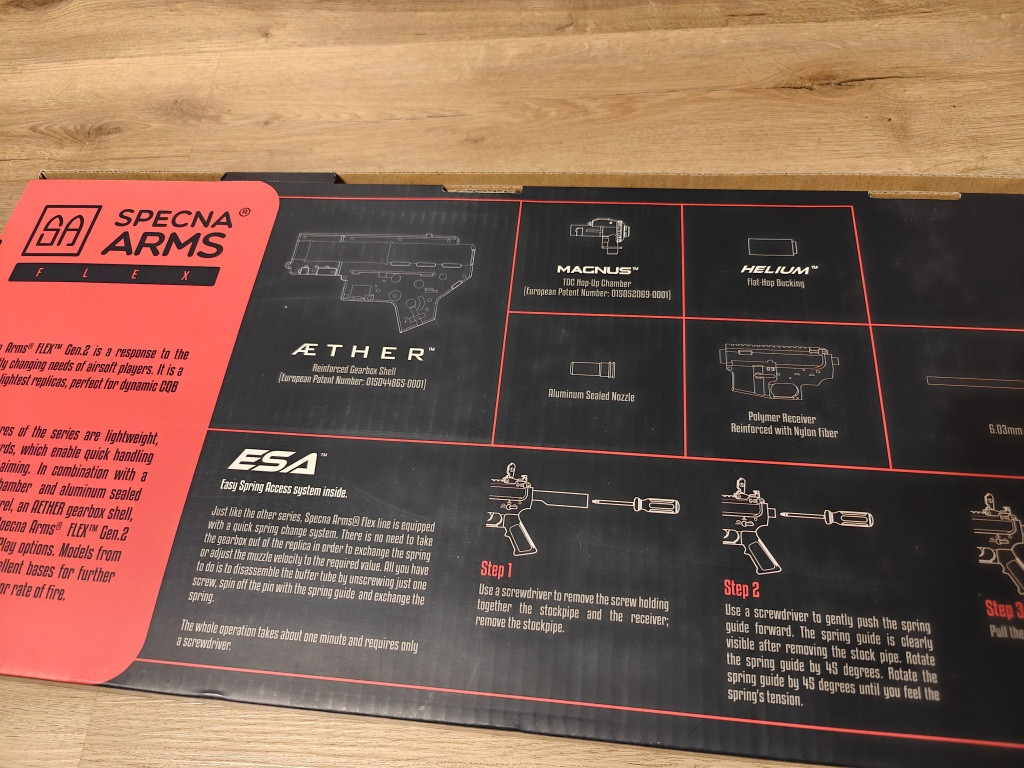 SA
SPECNA®
ARMS
FLEX
Arms® FLEX™ Gen.2 is a response to the
changing needs of airsoft players. It is a
lightest replicas, perfect for dynamic CQB
of the series are lightweight,
which enable quick handling
aiming. In combination with a
and aluminum sealed
an AETHER gearbox shell,
Specna Arms® FLEX™ Gen.2
Play options. Models from
bases for further
or rate of fire.
ÆTHER™
Reinforced Gearbox Shell
(European Patent Number: 015044863-0001)
MAGNUS™
TDC Hop-Up Chamber
(European Patent Number: 015052069-0001)
HELIUM™
Flat-Hop Bucking
Aluminum Sealed Nozzle
Polymer Receiver
Reinforced with Nylon Fiber
6.03mm
ESA™
Easy Spring Access system inside.
Just like the other series, Specna Arms® flex line is equipped
with a quick spring change system. There is no need to take
the gearbox out of the replica in order to exchange the spring
or adjust the muzzle velocity to the required value. All you have
to do is to disassemble the buffer tube by unscrewing just one
screw, spin off the pin with the spring guide and exchange the
spring.
The whole operation takes about one minute and requires only
a screwdriver.
Step 1
Use a screwdriver to remove the screw holding
together the stockpipe and the receiver;
remove the stockpipe.
Step 2
Use a screwdriver to gently push the spring
guide forward. The spring guide is clearly
visible after removing the stock pipe. Rotate
the spring guide by 45 degrees. Rotate the
spring guide by 45 degrees until you feel the
spring's tension.
Step 3
Pull the